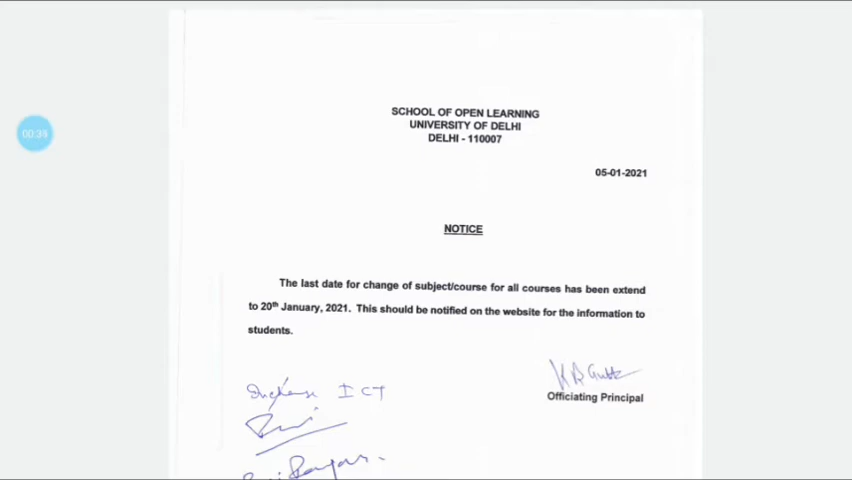 SCHOOL OF OPEN LEARNING
UNIVERSITY OF DELHI
DELHI - 110007
00:34
05-01-2021
NOTICE
The last date for change of subject/course for all courses has been extend
to 20th January, 2021. This should be notified on the website for the information to
students.
ICT
Officiating Principal